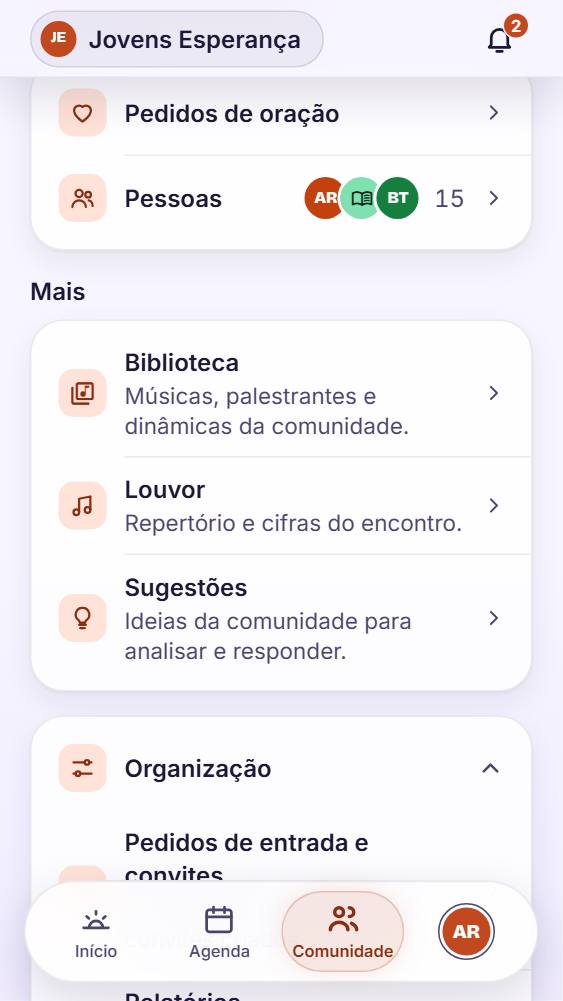 JE Jovens Esperança 2
Pedidos de oração
Pessoas AR BT 15
Mais
Biblioteca
Músicas, palestrantes e
dinâmicas da comunidade.
Louvor
Repertório e cifras do encontro.
Sugestões
Ideias da comunidade para
analisar e responder.
Organização
Pedidos de entrada e
convites
Início Agenda Comunidade AR
Relatórios